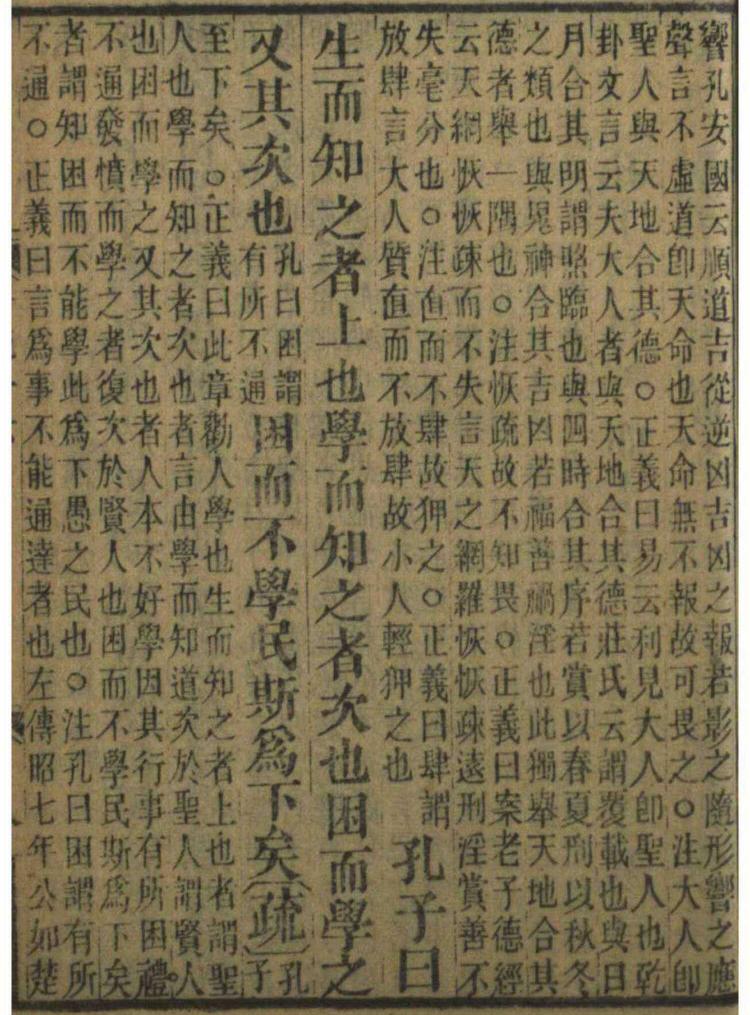 響孔安國云順道吉從逆凶吉凶之報若影之隨形響之應
聲言不虛道卽天命也天命無不報故可畏之○注大人卽
聖人與天地合其德○正義曰易云利見大人卽聖人也乾
卦文言云夫大人者與天地合其德莊氏云謂覆載也與日
月合其明謂照臨也與四時合其序若賞以春夏刑以秋冬
之類也與鬼神合其吉凶若福善禍淫也此獨舉天地合其
德者舉一隅也○注恢疏故不知畏○正義曰案老子德經
云天網恢恢疎而不失言天之網羅恢恢疎遠刑淫賞善不
失毫分也○注直而不肆故狎之○正義曰肆謂
放肆言大人質直而不放肆故小人輕狎之也
孔子曰
生而知之者上也學而知之者次也困而學之
又其次也
孔曰困謂
有所不通
困而不學民斯爲下矣〔疏〕
孔
子
至下矣○正義曰此章勸人學也生而知之者上也者謂聖
人也學而知之者次也者言由學而知道次於聖人謂賢人
也困而學之又其次也者人本不好學因其行事有所困禮
不通發憤而學之者復次於賢人也困而不學民斯爲下矣
者謂知困而不能學此爲下愚之民也○注孔曰困謂有所
不通○正義曰言爲事不能通達者也左傳昭七年公如楚